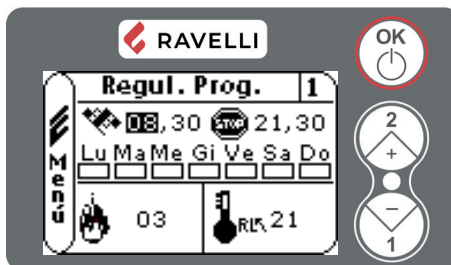 RAVELLI
OK
Regul. Prog. 1
08,30 STOP 21,30
Lu Ma Me Gi Ve Sa Do
Menú
03
21
2
+
−
1